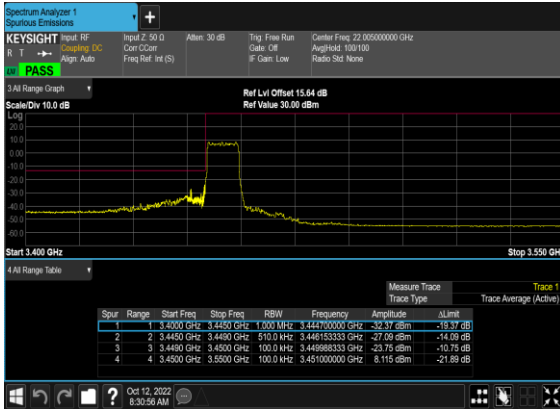 Spectrum Analyzer 1
Spurious Emissions
KEYSIGHT Input: RF Input Z: 50 Ω Atten: 30 dB Trig: Free Run Center Freq: 22.005000000 GHz
R T Coupling: DC Corr CCorr Gate: Off Avg|Hold: 100/100
Align: Auto Freq Ref: Int (S) IF Gain: Low Radio Std: None
PASS
3 All Range Graph
Ref Lvl Offset 15.64 dB
Scale/Div 10.0 dB Ref Value 30.00 dBm
Log
20.0
10.0
0.00
-10.0
-20.0
-30.0
-40.0
-50.0
-60.0
Start 3.400 GHz Stop 3.550 GHz
4 All Range Table
Measure Trace Trace 1
Trace Type Trace Average (Active)
Spur Range Start Freq Stop Freq RBW Frequency Amplitude ΔLimit
1 1 3.4000 GHz 3.4450 GHz 1.000 MHz 3.444700000 GHz -32.37 dBm -19.37 dB
2 2 3.4450 GHz 3.4490 GHz 510.0 kHz 3.446153333 GHz -27.09 dBm -14.09 dB
3 3 3.4490 GHz 3.4500 GHz 100.0 kHz 3.449988333 GHz -23.75 dBm -10.75 dB
4 4 3.4500 GHz 3.5500 GHz 100.0 kHz 3.451000000 GHz 8.115 dBm -21.89 dB
Oct 12, 2022
8:30:56 AM